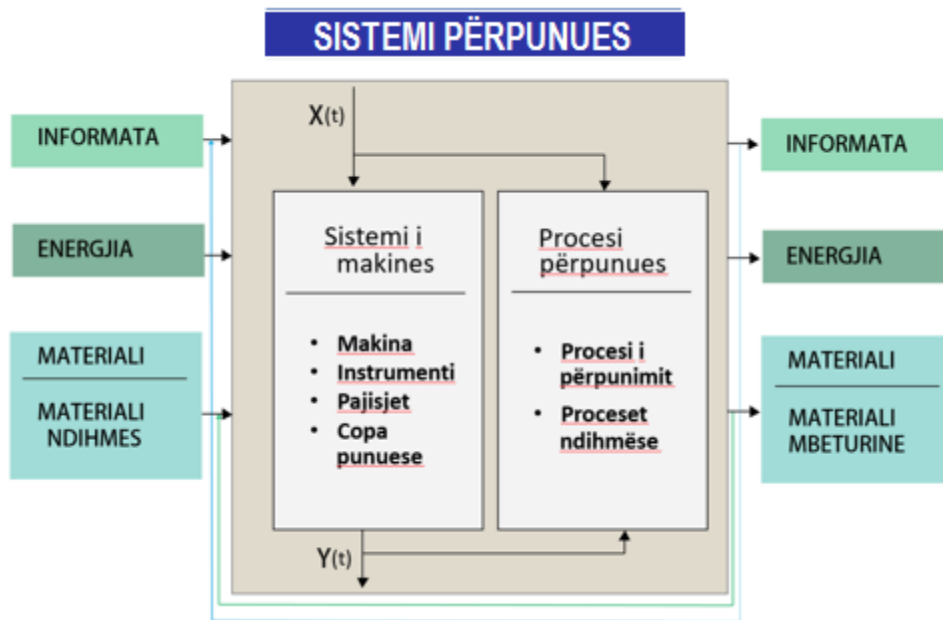 SISTEMI PËRPUNUES
X(t)
INFORMATA
ENERGJIA
MATERIALI
MATERIALI
NDIHMES
Sistemi i
makines
• Makina
• Instrumenti
• Pajisjet
• Copa
punuese
Procesi
përpunues
• Procesi i
përpunimit
• Proceset
ndihmëse
Y(t)
INFORMATA
ENERGJIA
MATERIALI
MATERIALI
MBETURINE